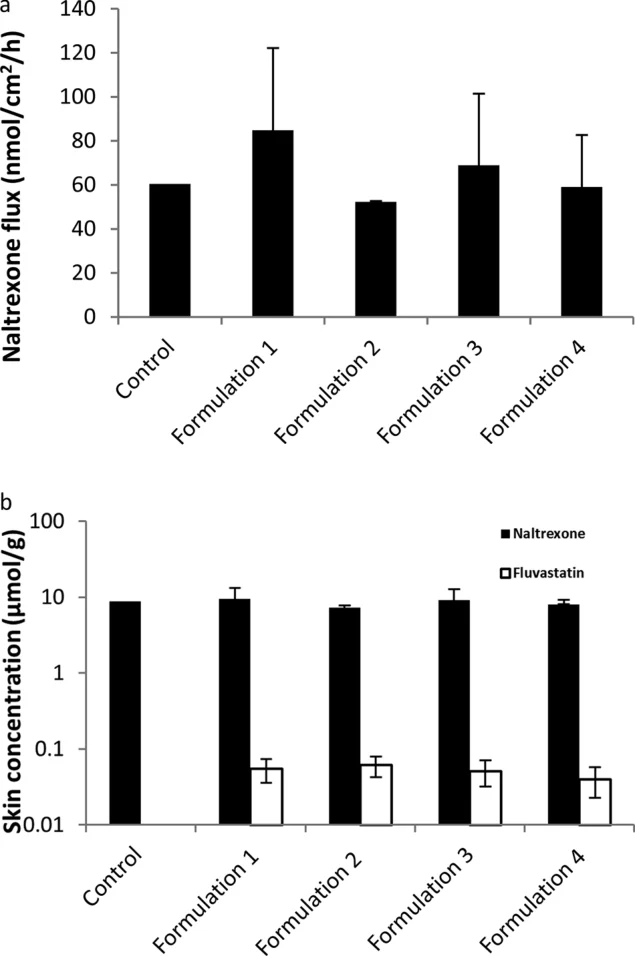 a
Naltrexone flux (nmol/cm²/h)
140
120
100
80
60
40
20
0
Control
Formulation 1
Formulation 2
Formulation 3
Formulation 4
b
Skin concentration (µmol/g)
100
10
1
0.1
0.01
Naltrexone
Fluvastatin
Control
Formulation 1
Formulation 2
Formulation 3
Formulation 4